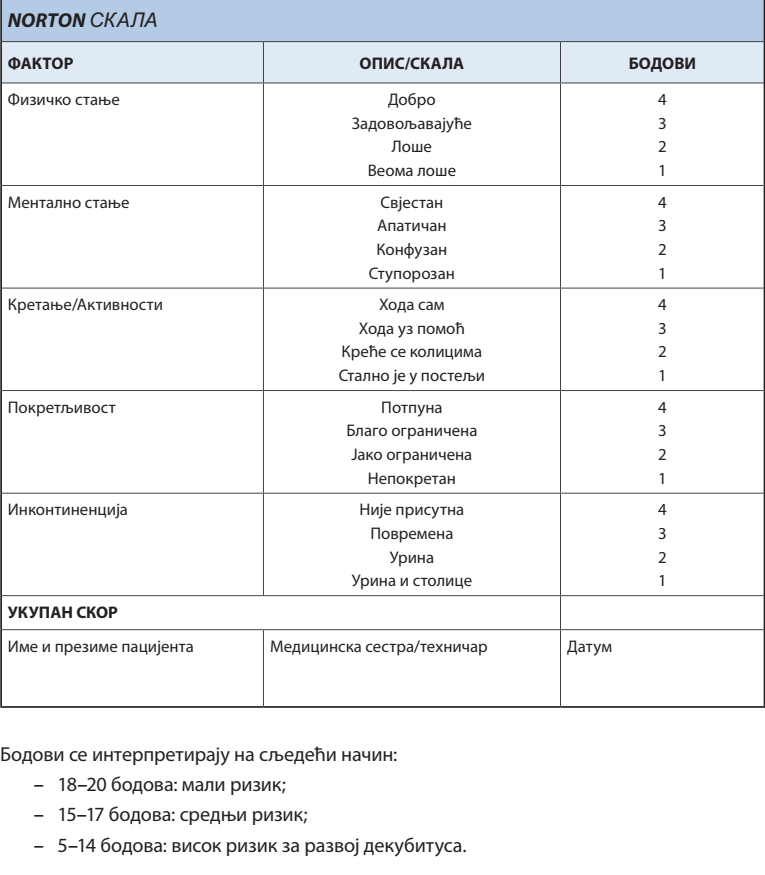 NORTON СКАЛА
ФАКТОР ОПИС/СКАЛА БОДОВИ
Физичко стање Добро 4
Задовољавајуће 3
Лоше 2
Веома лоше 1
Ментално стање Свјестан 4
Апатичан 3
Конфузан 2
Ступорозан 1
Кретање/Активности Хода сам 4
Хода уз помоћ 3
Креће се колицима 2
Стално је у постељи 1
Покретљивост Потпуна 4
Благо ограничена 3
Јако ограничена 2
Непокретан 1
Инконтиненција Није присутна 4
Повремена 3
Урина 2
Урина и столице 1
УКУПАН СКОР
Име и презиме пацијента Медицинска сестра/техничар Датум
Бодови се интерпретирају на сљедећи начин:
– 18–20 бодова: мали ризик;
– 15–17 бодова: средњи ризик;
– 5–14 бодова: висок ризик за развој декубитуса.